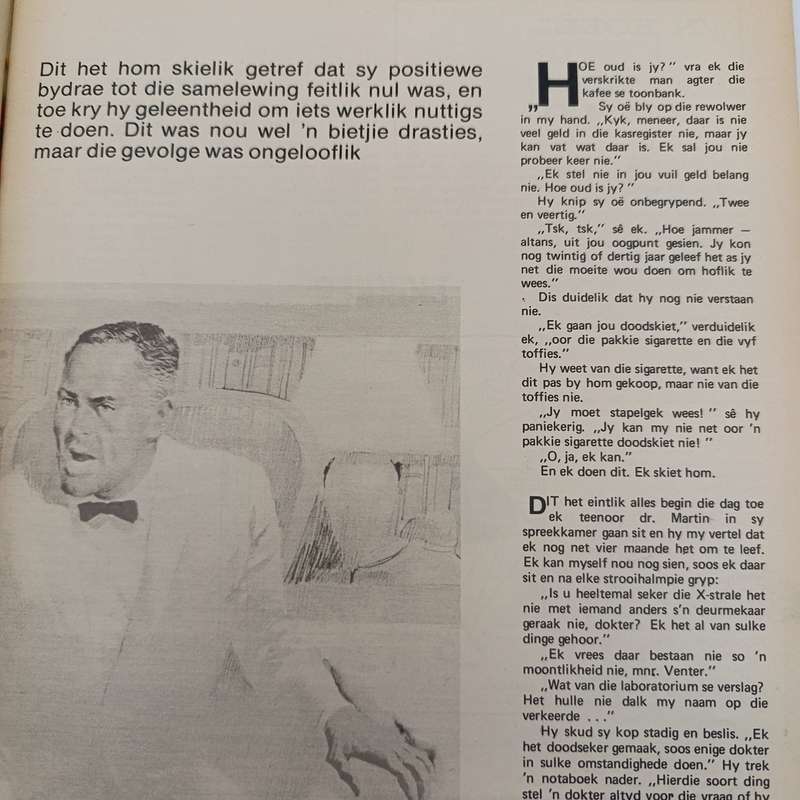 Dit het hom skielik getref dat sy positiewe
bydrae tot die samelewing feitlik nul was, en
toe kry hy geleentheid om iets werklik nuttigs
te doen. Dit was nou wel 'n bietjie drasties,
maar die gevolge was ongelooflik
„HOE oud is jy?” vra ek die
verskrikte man agter die
kafee se toonbank.
Sy oë bly op die rewolwer
in my hand. „Kyk, meneer, daar is nie
veel geld in die kasregister nie, maar jy
kan vat wat daar is. Ek sal jou nie
probeer keer nie.”
„Ek stel nie in jou vuil geld belang
nie. Hoe oud is jy?”
Hy knip sy oë onbegrypend. „Twee
en veertig.”
„Tsk, tsk,” sê ek. „Hoe jammer —
altans, uit jou oogpunt gesien. Jy kon
nog twintig of dertig jaar geleef het as jy
net die moeite wou doen om hoflik te
wees.”
Dis duidelik dat hy nog nie verstaan
nie.
„Ek gaan jou doodskiet,” verduidelik
ek, „oor die pakkie sigarette en die vyf
toffies.”
Hy weet van die sigarette, want ek het
dit pas by hom gekoop, maar nie van die
toffies nie.
„Jy moet stapelgek wees!” sê hy
paniekerig. „Jy kan my nie net oor 'n
pakkie sigarette doodskiet nie!”
„O, ja, ek kan.”
En ek doen dit. Ek skiet hom.
DIT het eintlik alles begin die dag toe
ek teenoor dr. Martin in sy
spreekkamer gaan sit en hy my vertel dat
ek nog net vier maande het om te leef.
Ek kan myself nou nog sien, soos ek daar
sit en na elke strooihalmpie gryp:
„Is u heeltemal seker die X-strale het
nie met iemand anders s'n deurmekaar
geraak nie, dokter? Ek het al van sulke
dinge gehoor.”
„Ek vrees daar bestaan nie so 'n
moontlikheid nie, mnr. Venter.”
„Wat van die laboratorium se verslag?
Het hulle nie dalk my naam op die
verkeerde . . .”
Hy skud sy kop stadig en beslis. „Ek
het doodseker gemaak, soos enige dokter
in sulke omstandighede doen.” Hy trek
'n notaboek nader. „Hierdie soort ding
stel 'n dokter altyd voor die vraag of hy